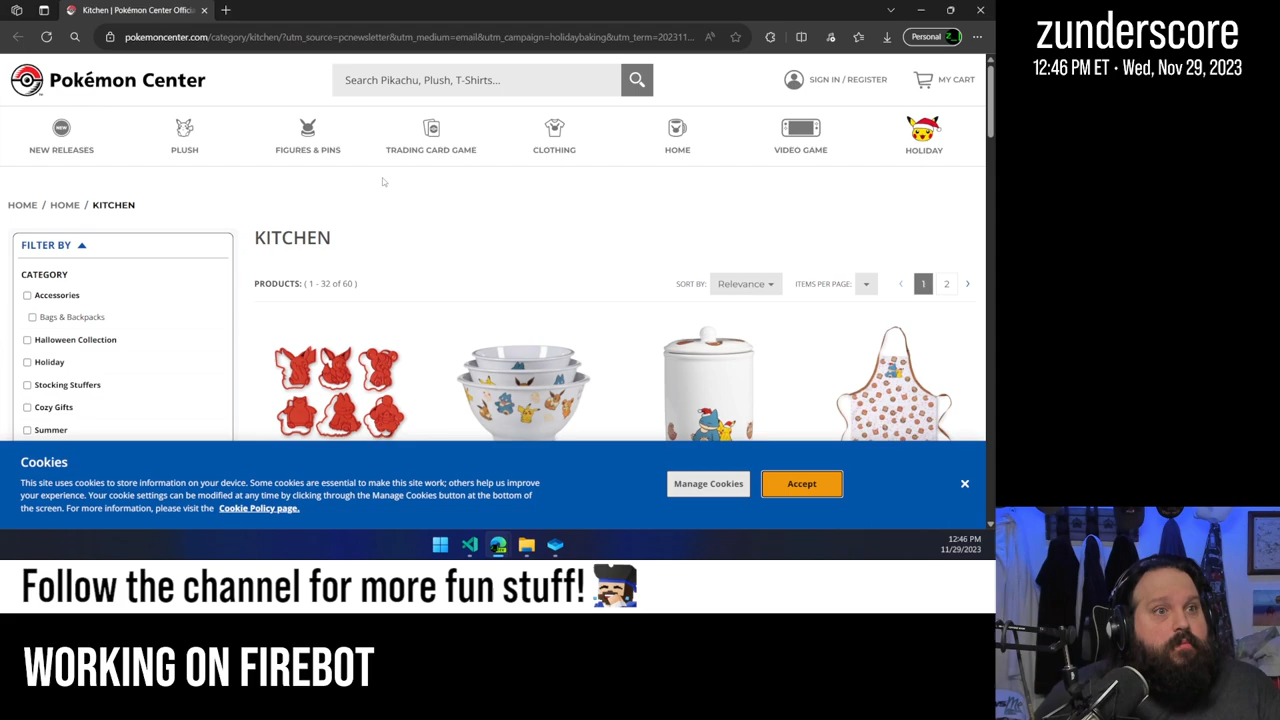 Kitchen | Pokémon Center Offici
pokemoncenter.com/category/kitchen/?utm_source=pcnewsletter&utm_medium=email&utm_campaign=holidaybaking&utm_term=202311...
Personal
zunderscore
12:46 PM ET • Wed, Nov 29, 2023
Pokémon Center
Search Pikachu, Plush, T-Shirts...
SIGN IN / REGISTER
MY CART
NEW
NEW RELEASES
PLUSH
FIGURES & PINS
TRADING CARD GAME
CLOTHING
HOME
VIDEO GAME
HOLIDAY
HOME / HOME / KITCHEN
FILTER BY
CATEGORY
Accessories
Bags & Backpacks
Halloween Collection
Holiday
Stocking Stuffers
Cozy Gifts
Summer
KITCHEN
PRODUCTS: ( 1 - 32 of 60 )
SORT BY: Relevance
ITEMS PER PAGE:
‹ 1 2 ›
Cookies
This site uses cookies to store information on your device. Some cookies are essential to make this site work; others help us improve
your experience. Your cookie settings can be modified at any time by clicking through the Manage Cookies button at the bottom of
the screen. For more information, please visit the Cookie Policy page.
Manage Cookies
Accept
12:46 PM
11/29/2023
Follow the channel for more fun stuff!
WORKING ON FIREBOT